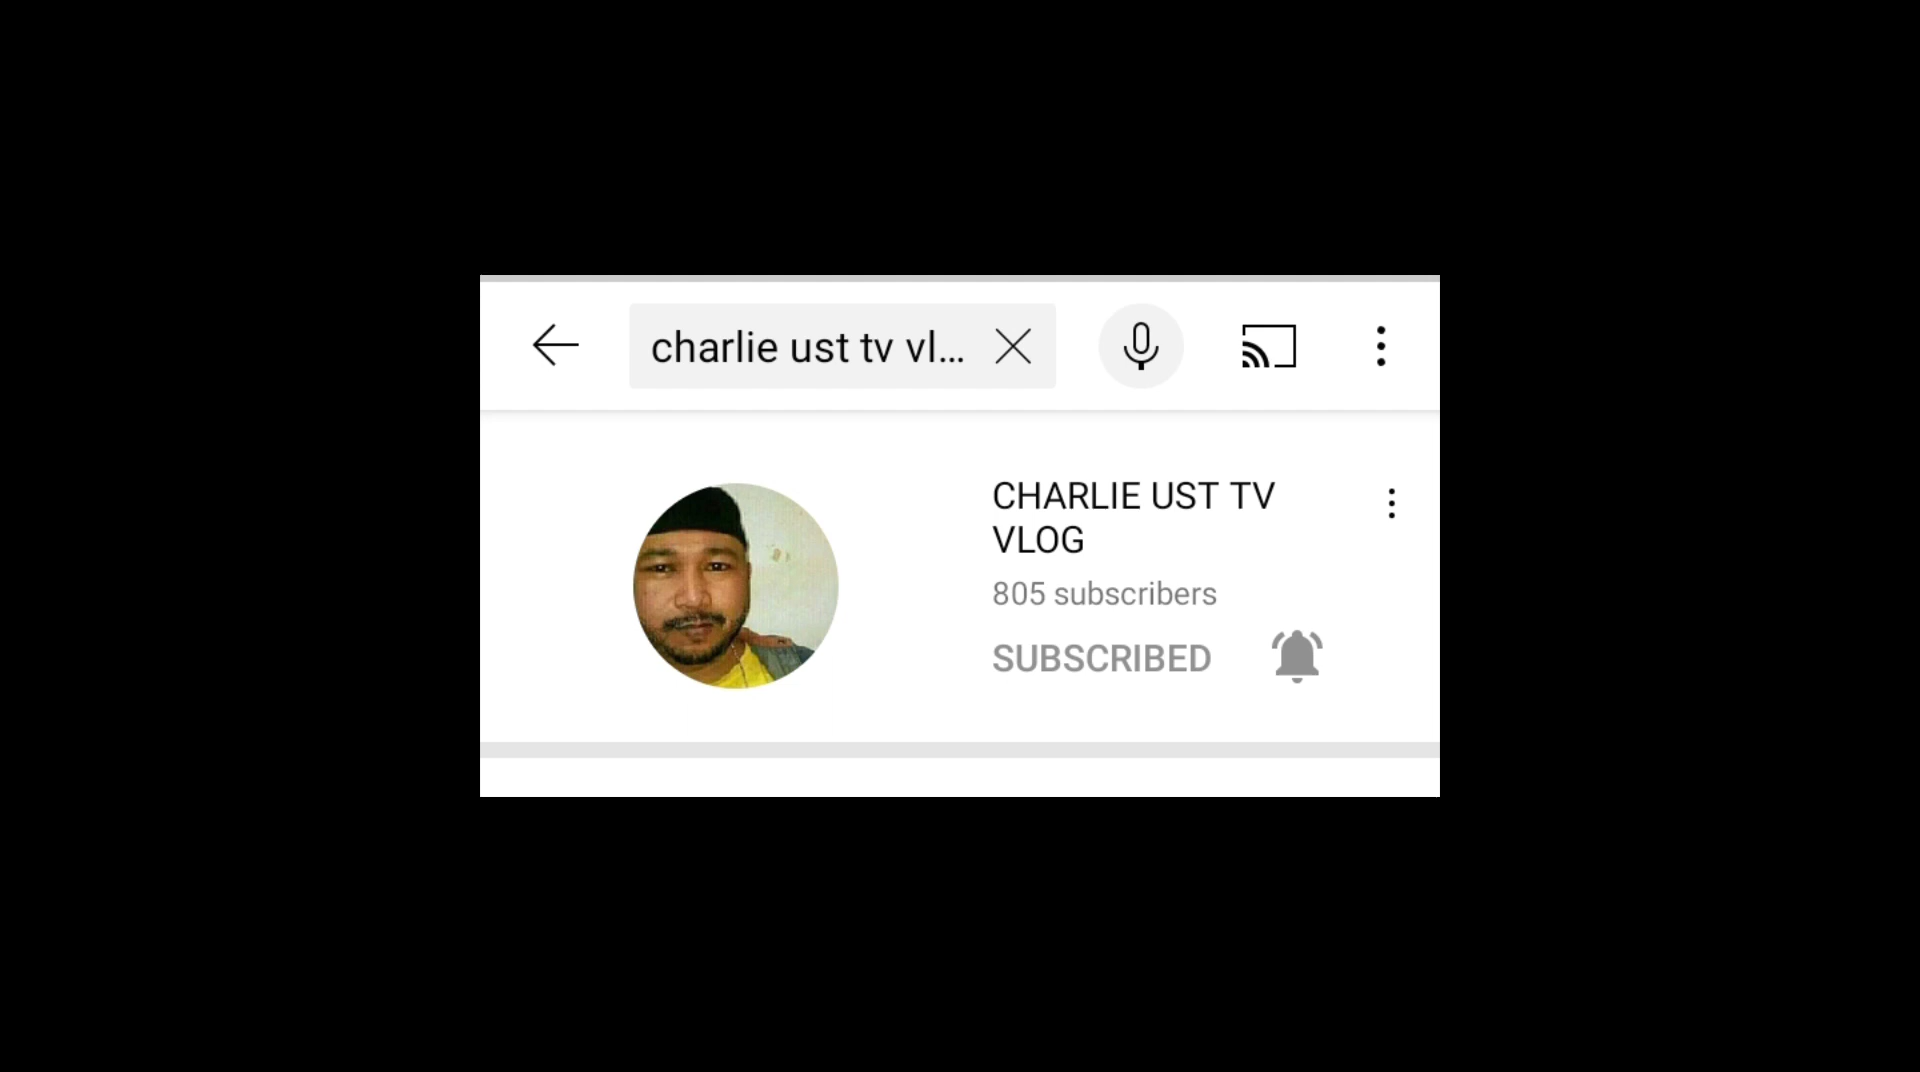 charlie ust tv vl...
CHARLIE UST TV
VLOG
805 subscribers
SUBSCRIBED